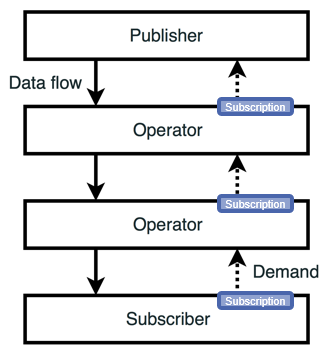 Publisher
Data flow
Subscription
Operator
Subscription
Operator
Demand
Subscription
Subscriber